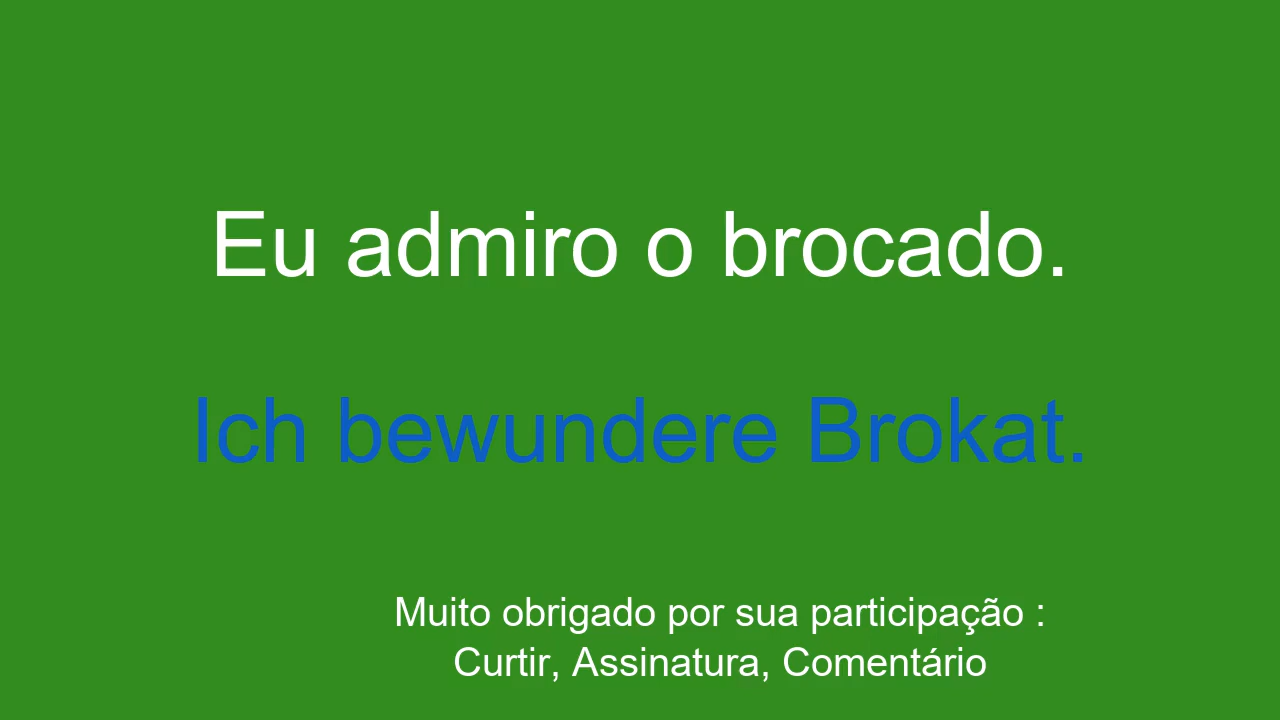 Eu admiro o brocado.
Ich bewundere Brokat.
Muito obrigado por sua participação :
Curtir, Assinatura, Comentário